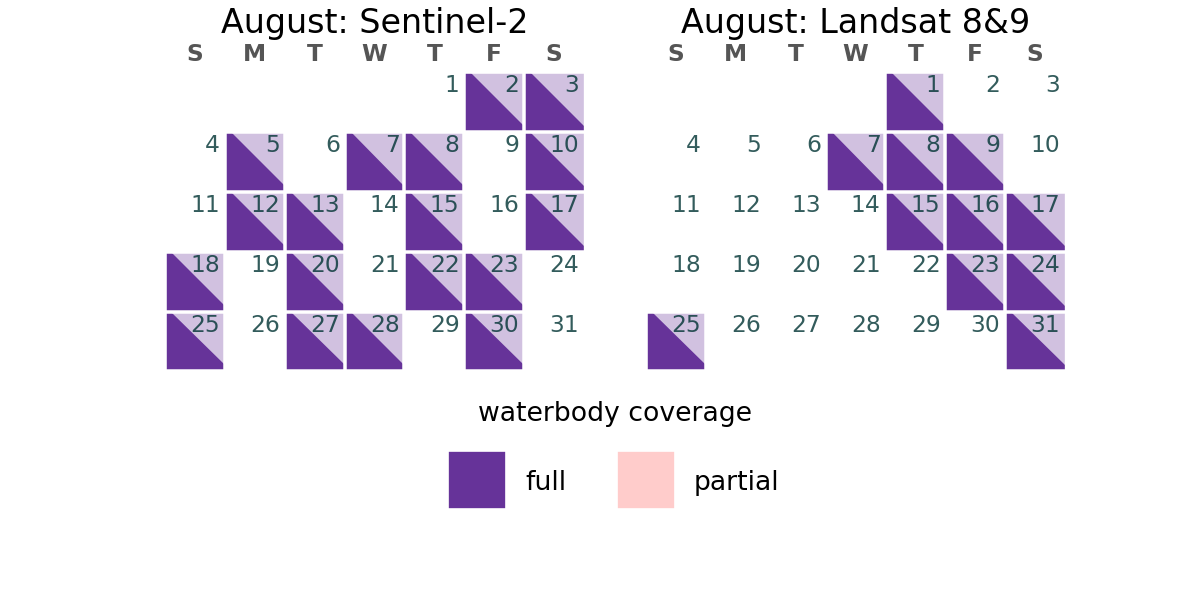 August: Sentinel-2
S M T W T F S
1 2 3
4 5 6 7 8 9 10
11 12 13 14 15 16 17
18 19 20 21 22 23 24
25 26 27 28 29 30 31
August: Landsat 8&9
S M T W T F S
1 2 3
4 5 6 7 8 9 10
11 12 13 14 15 16 17
18 19 20 21 22 23 24
25 26 27 28 29 30 31
waterbody coverage
full partial